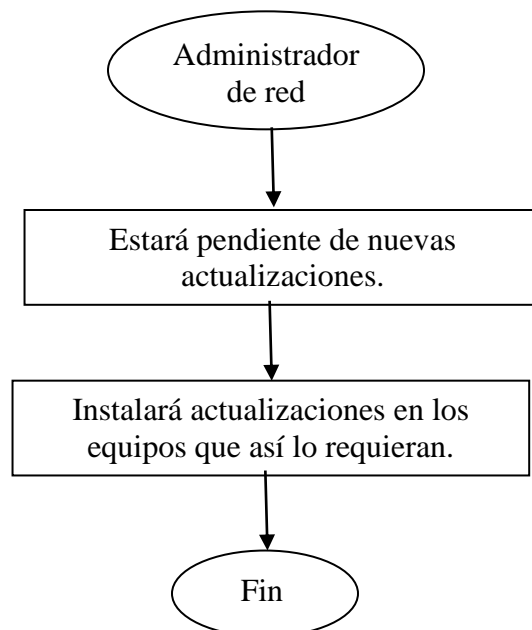 Administrador
de red
Estará pendiente de nuevas
actualizaciones.
Instalará actualizaciones en los
equipos que así lo requieran.
Fin